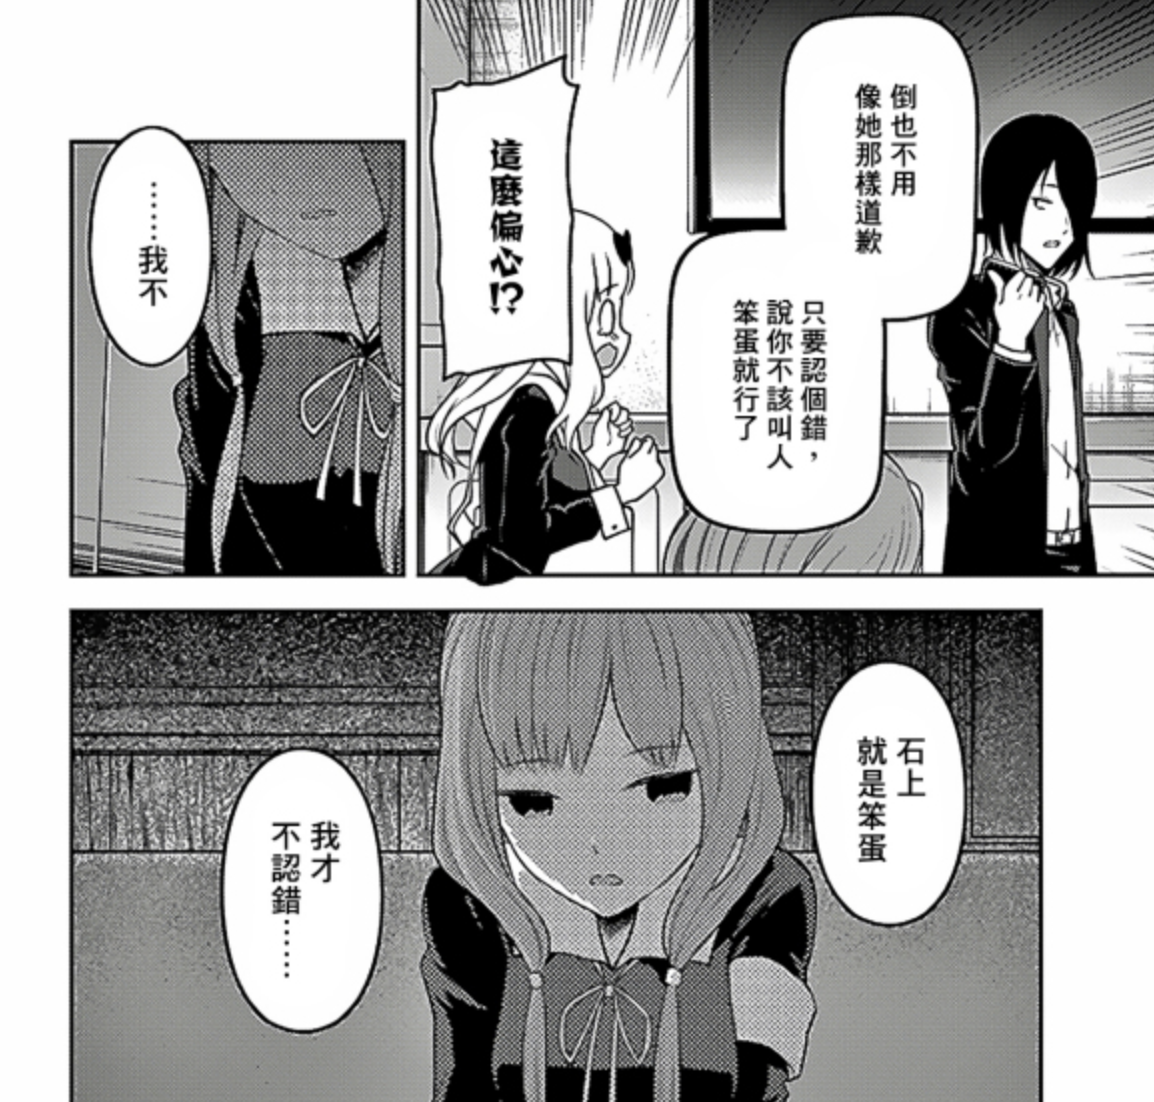 倒也不用
像她那樣道歉
只要認個錯，
說你不該叫人
笨蛋就行了
這麼偏心!?
……我不
石上
就是笨蛋
我才
不認錯……